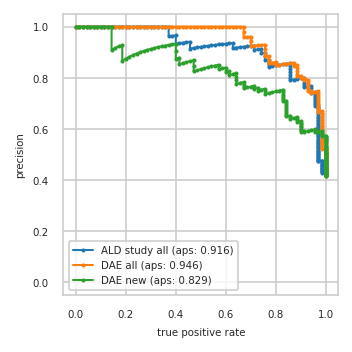 1.0
0.8
0.6
0.4
0.2
0.0
precision
ALD study all (aps: 0.916)
DAE all (aps: 0.946)
DAE new (aps: 0.829)
0.0 0.2 0.4 0.6 0.8 1.0
true positive rate